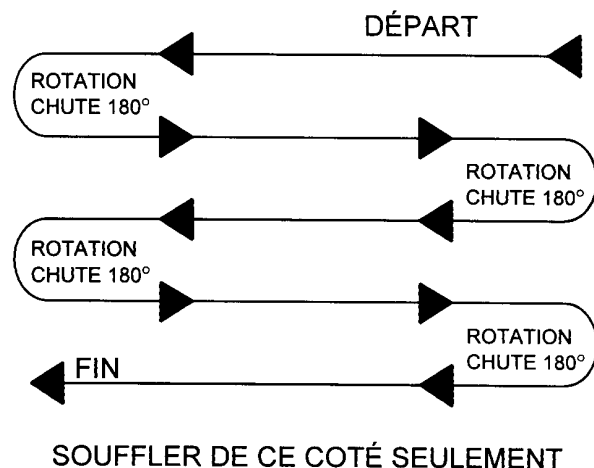 DÉPART
ROTATION
CHUTE 180°
ROTATION
CHUTE 180°
ROTATION
CHUTE 180°
ROTATION
CHUTE 180°
FIN
SOUFFLER DE CE COTÉ SEULEMENT